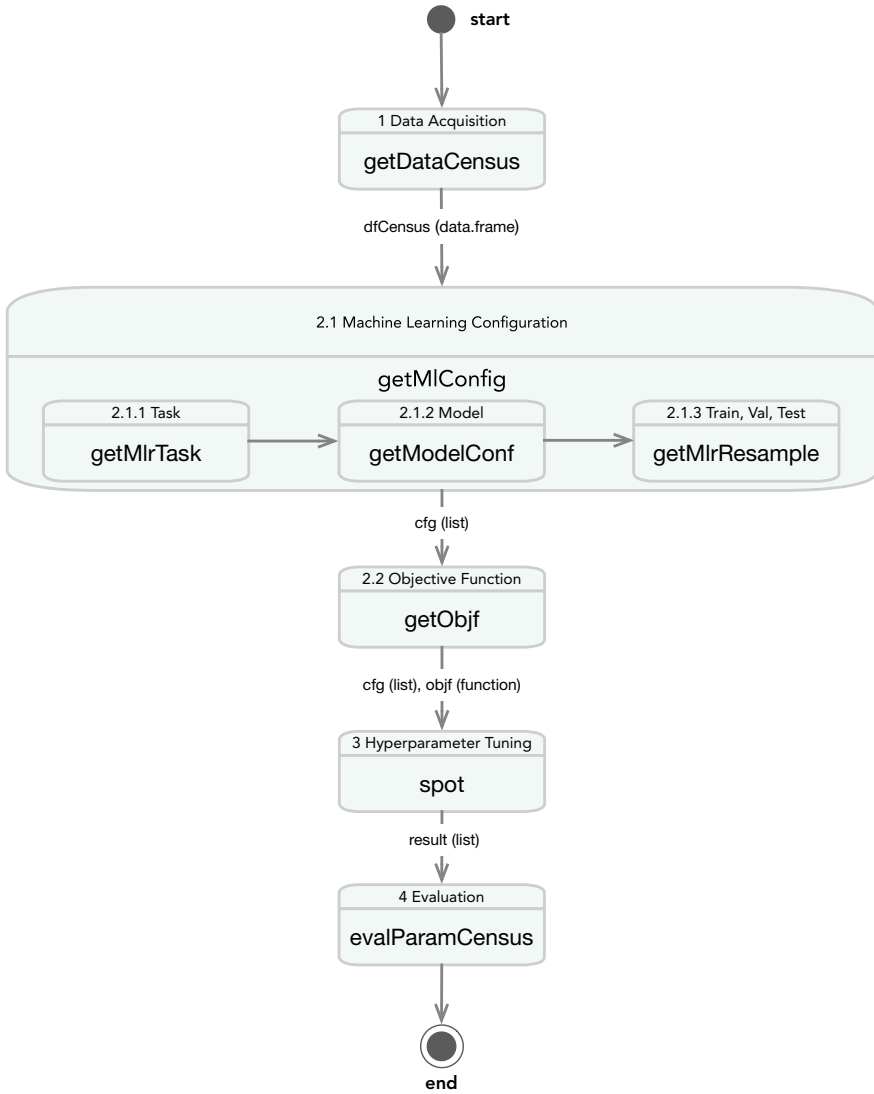 start
1 Data Acquisition
getDataCensus
dfCensus (data.frame)
2.1 Machine Learning Configuration
getMlConfig
2.1.1 Task
getMlrTask
2.1.2 Model
getModelConf
2.1.3 Train, Val, Test
getMlrResample
cfg (list)
2.2 Objective Function
getObjf
cfg (list), objf (function)
3 Hyperparameter Tuning
spot
result (list)
4 Evaluation
evalParamCensus
end